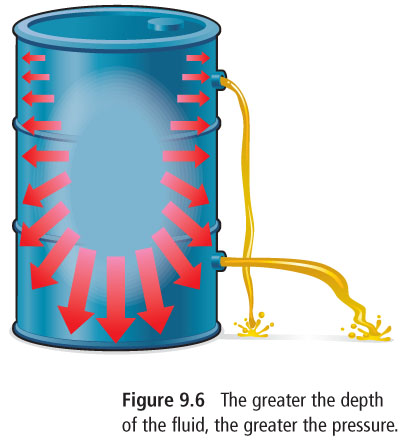 Figure 9.6 The greater the depth
of the fluid, the greater the pressure.